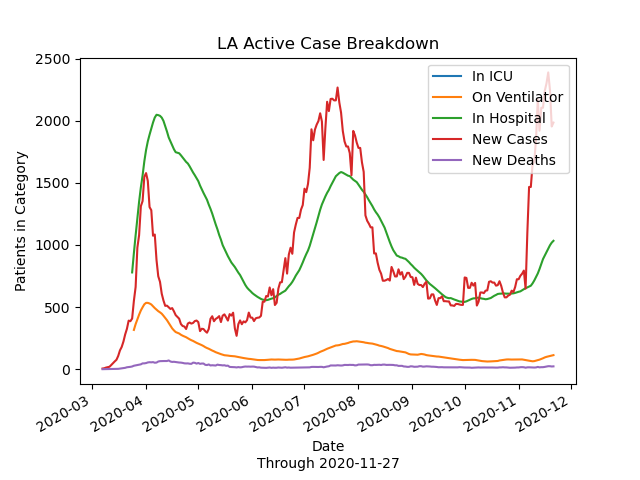 LA Active Case Breakdown
Patients in Category
2500
2000
1500
1000
500
0
In ICU
On Ventilator
In Hospital
New Cases
New Deaths
2020-03
2020-04
2020-05
2020-06
2020-07
2020-08
2020-09
2020-10
2020-11
2020-12
Date
Through 2020-11-27